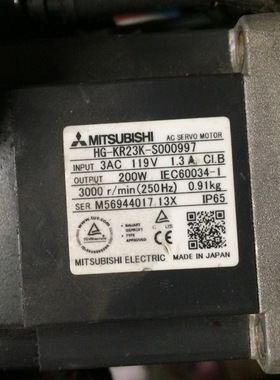 MITSUBISHI AC SERVO MOTOR
HG-KR23K-S000997
INPUT 3AC 119V 1.3A Cl.B
OUTPUT 200W IEC60034-1
3000 r/min(250Hz) 0.91kg
SER. M56944017 13X IP65
MITSUBISHI ELECTRIC MADE IN JAPAN